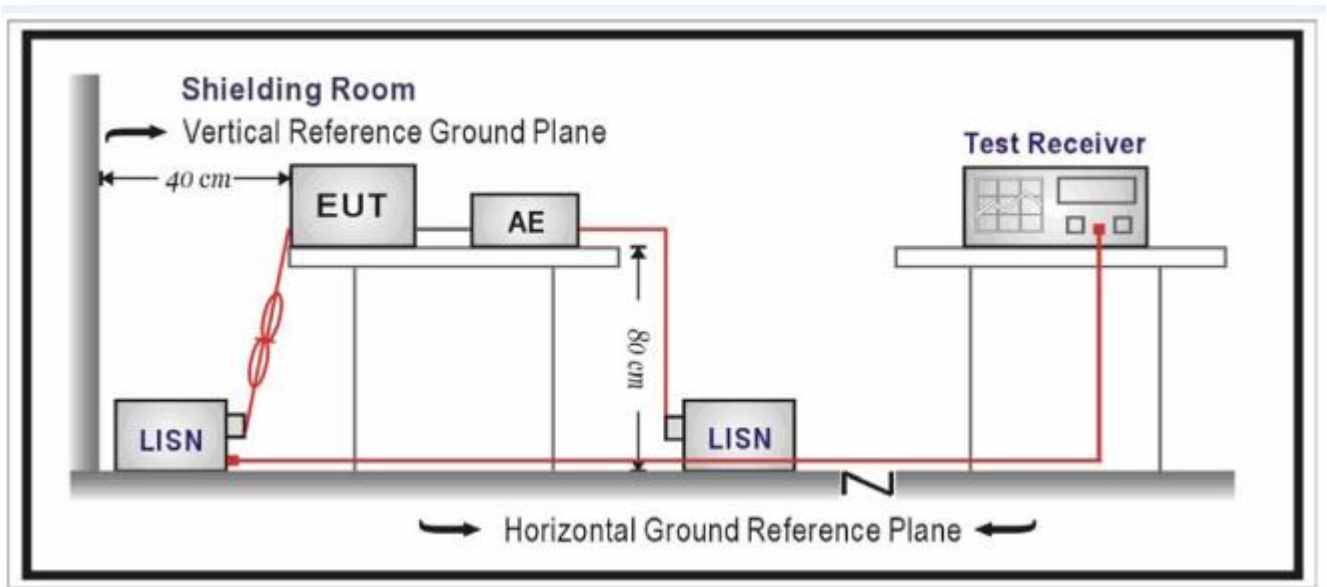 Shielding Room
Vertical Reference Ground Plane
Test Receiver
40 cm
EUT
AE
80 cm
LISN
LISN
Horizontal Ground Reference Plane